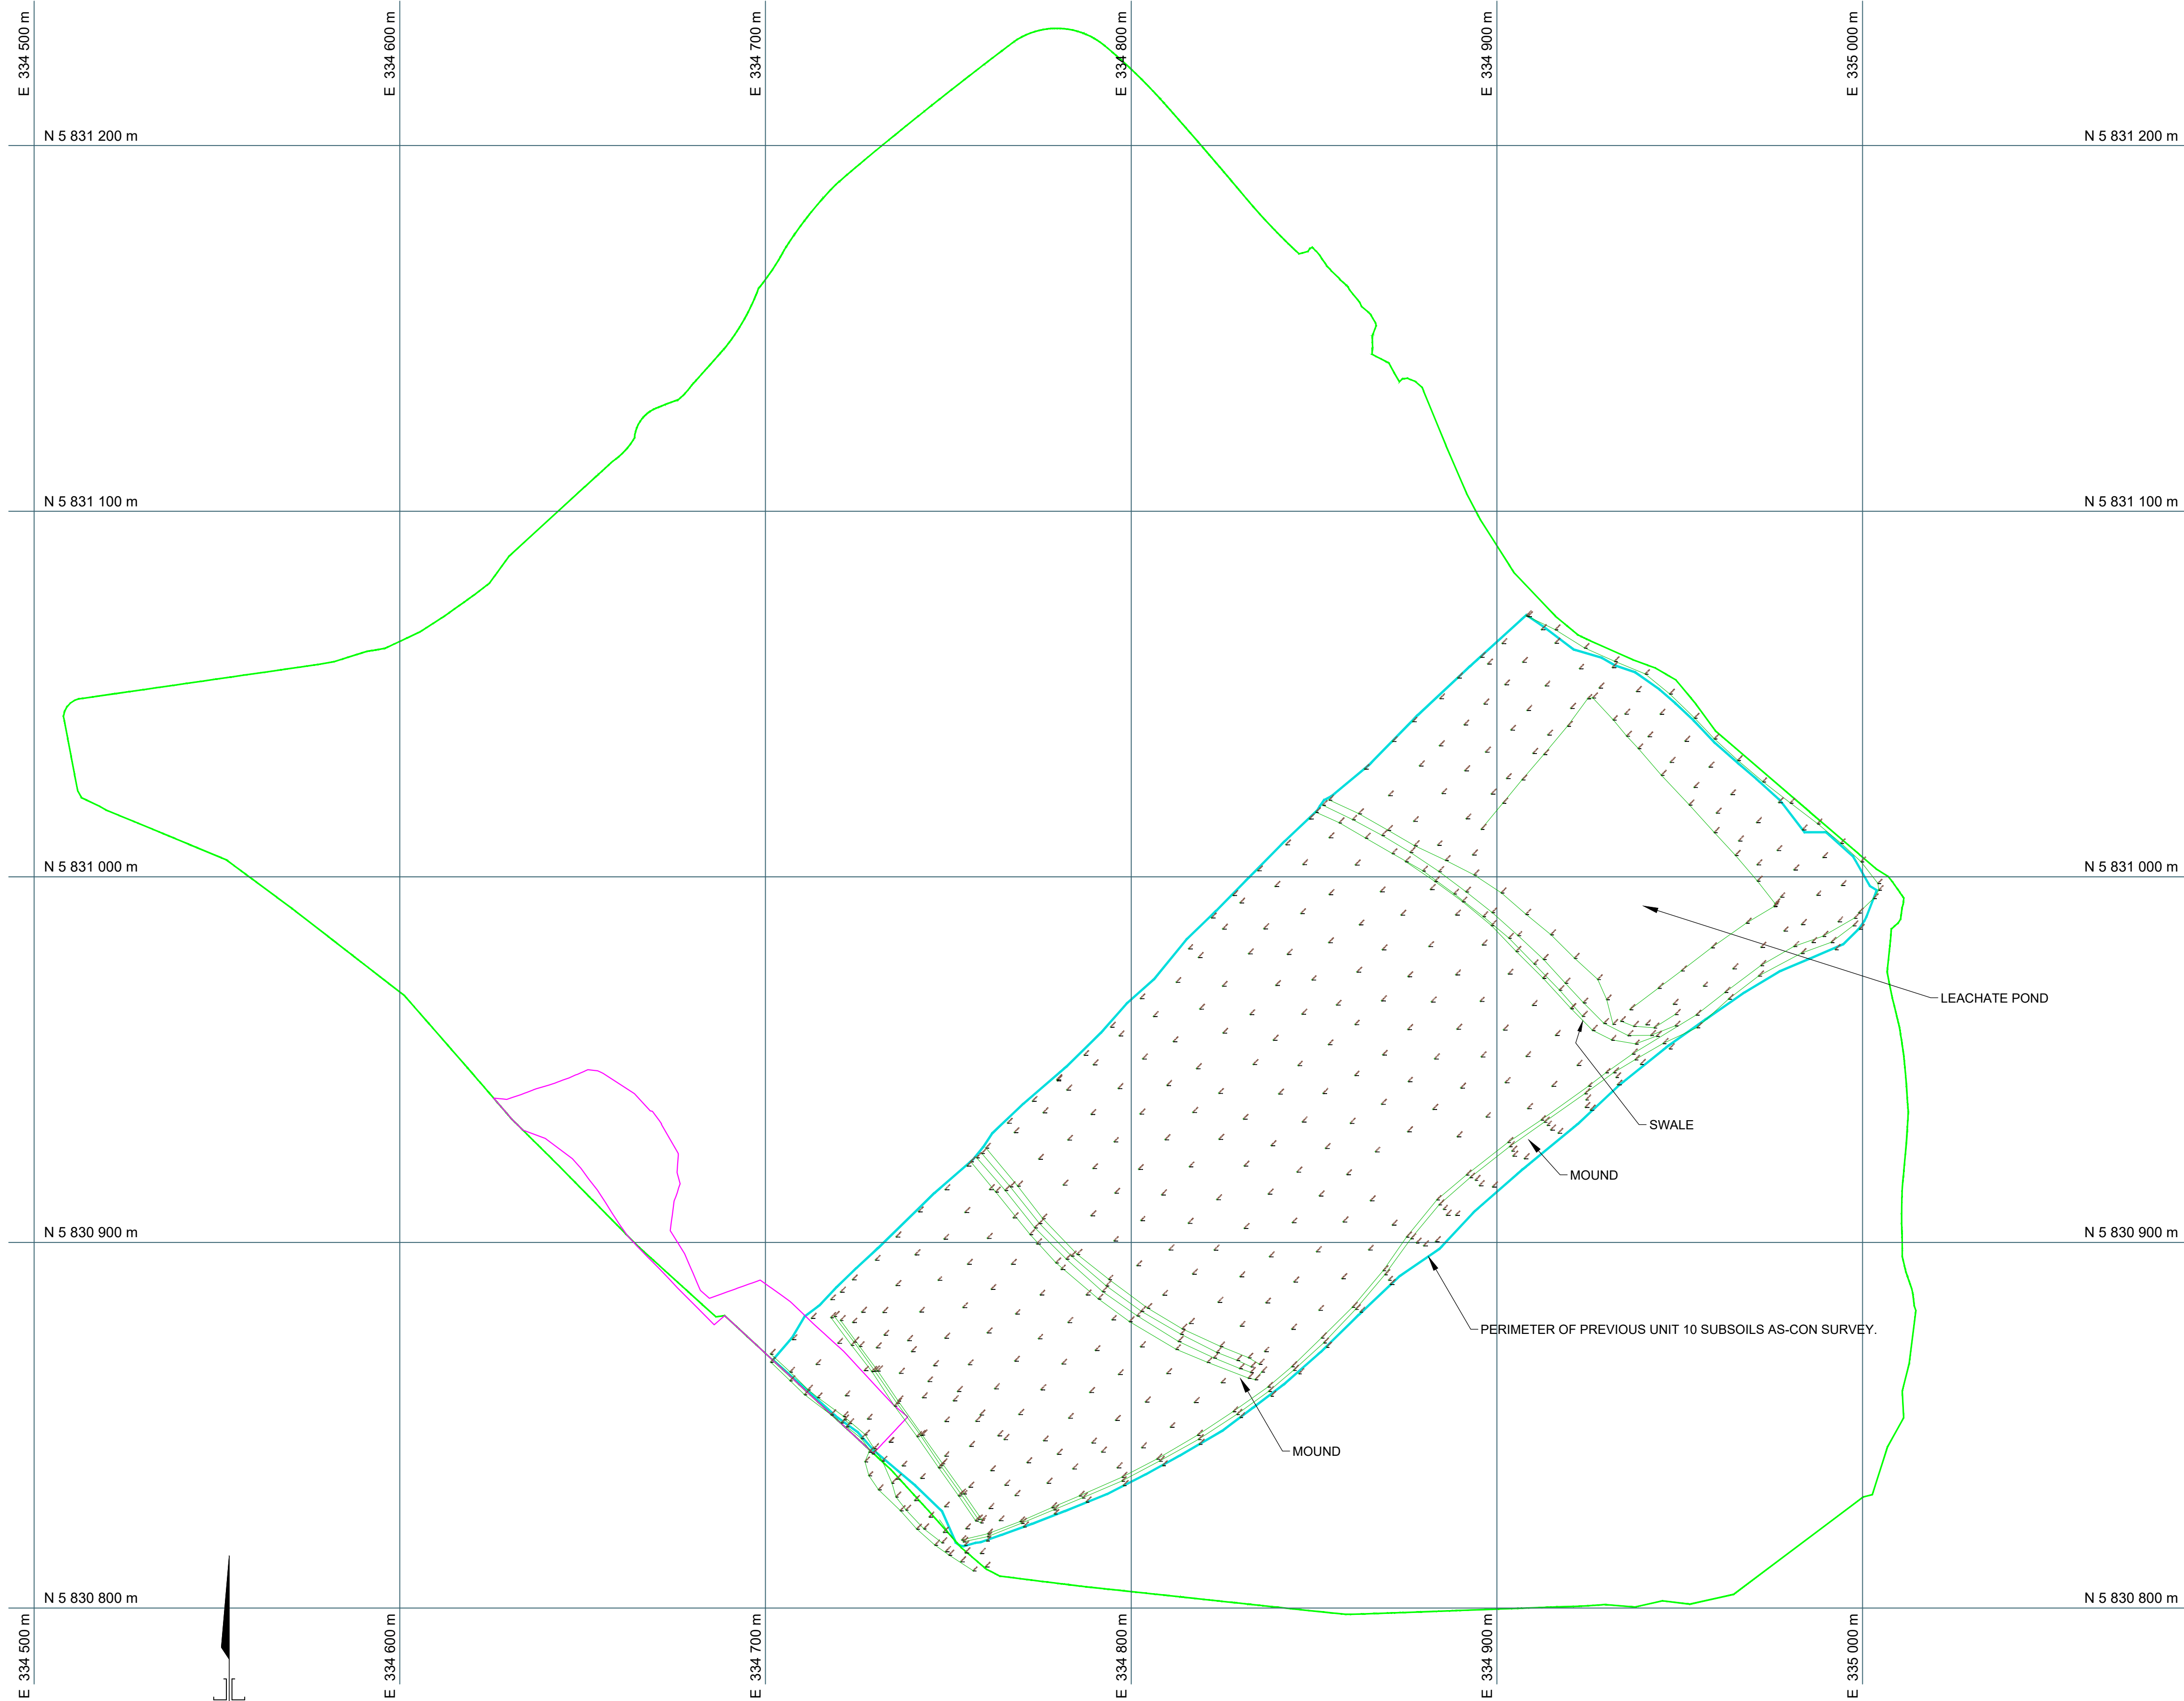 E 334 500 m
E 334 600 m
E 334 700 m
E 334 800 m
E 334 900 m
E 335 000 m
N 5 831 200 m
N 5 831 200 m
N 5 831 100 m
N 5 831 100 m
N 5 831 000 m
N 5 831 000 m
LEACHATE POND
SWALE
MOUND
N 5 830 900 m
N 5 830 900 m
PERIMETER OF PREVIOUS UNIT 10 SUBSOILS AS-CON SURVEY.
MOUND
N 5 830 800 m
N 5 830 800 m
E 334 500 m
E 334 600 m
E 334 700 m
E 334 800 m
E 334 900 m
E 335 000 m